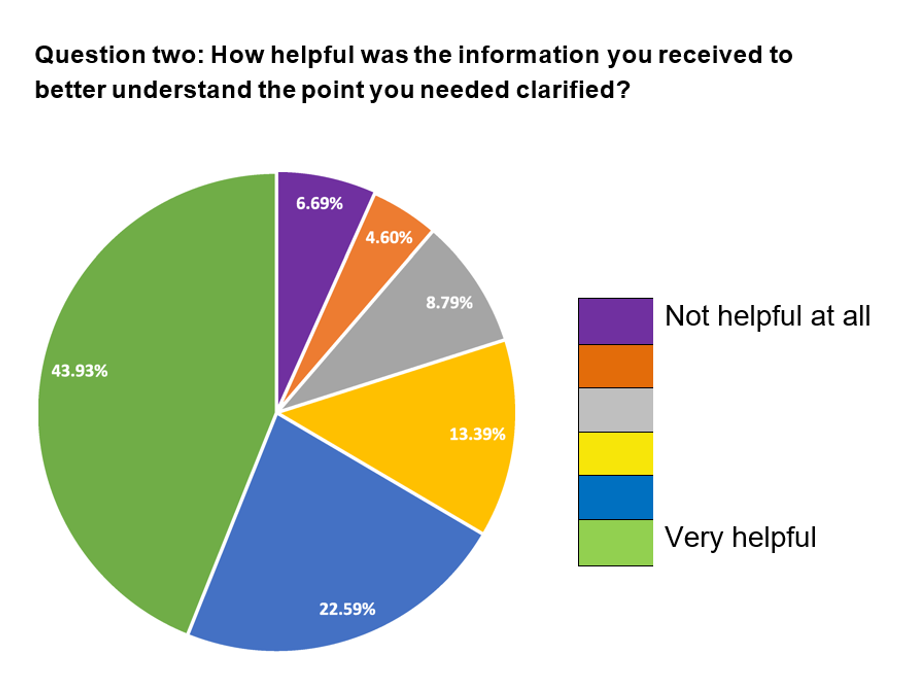 Question two: How helpful was the information you received to
better understand the point you needed clarified?
6.69%
4.60%
8.79%
43.93%
13.39%
22.59%
Not helpful at all
Very helpful